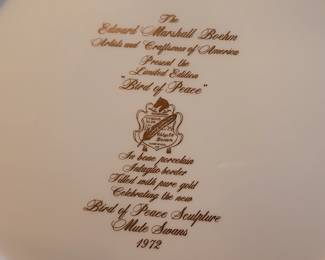 The
Edward Marshall Boehm
Artists and Craftsmen of America
Present the
Limited Edition
"Bird of Peace"
In bone porcelain
Intaglio border
Filled with pure gold
Celebrating the new
Bird of Peace Sculpture
Mute Swans
1972